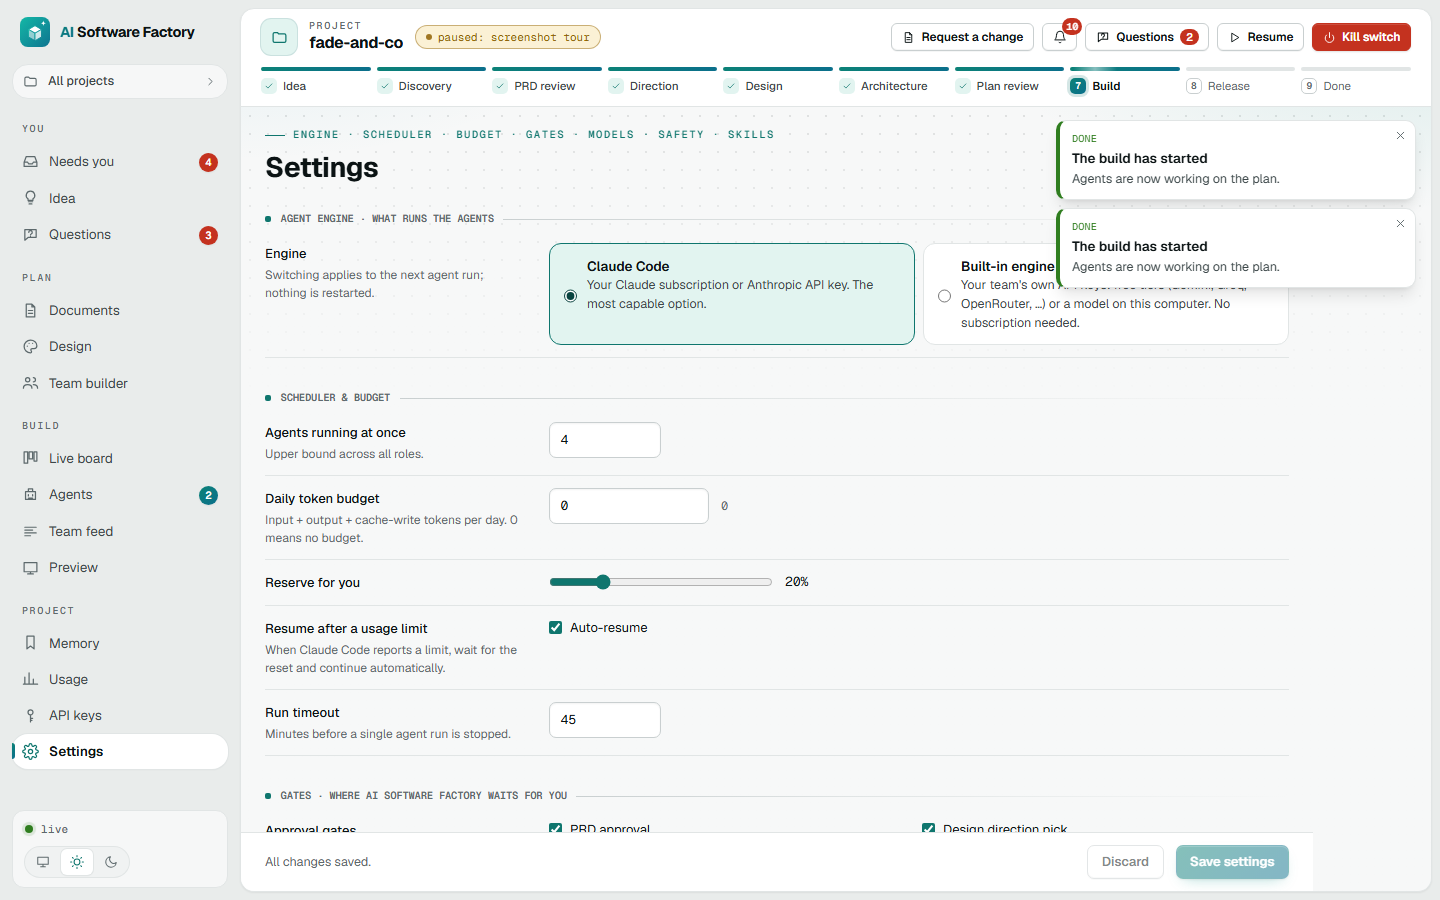 AI Software Factory
All projects
YOU
Needs you 4
Idea
Questions 3
PLAN
Documents
Design
Team builder
BUILD
Live board
Agents 2
Team feed
Preview
PROJECT
Memory
Usage
API keys
Settings
live
PROJECT
fade-and-co
paused: screenshot tour
Request a change
10
Questions 2
Resume
Kill switch
Idea
Discovery
PRD review
Direction
Design
Architecture
Plan review
7 Build
8 Release
9 Done
ENGINE · SCHEDULER · BUDGET · GATES · MODELS · SAFETY · SKILLS
Settings
DONE
The build has started
Agents are now working on the plan.
DONE
The build has started
Agents are now working on the plan.
AGENT ENGINE · WHAT RUNS THE AGENTS
Engine
Switching applies to the next agent run;
nothing is restarted.
Claude Code
Your Claude subscription or Anthropic API key. The
most capable option.
Built-in engine
Your team's own
OpenRouter, …) or a model on this computer. No
subscription needed.
SCHEDULER & BUDGET
Agents running at once
Upper bound across all roles.
4
Daily token budget
Input + output + cache-write tokens per day. 0
means no budget.
0
0
Reserve for you
20%
Resume after a usage limit
When Claude Code reports a limit, wait for the
reset and continue automatically.
Auto-resume
Run timeout
Minutes before a single agent run is stopped.
45
GATES · WHERE AI SOFTWARE FACTORY WAITS FOR YOU
Approval gates
PRD approval
Design direction pick
All changes saved.
Discard
Save settings